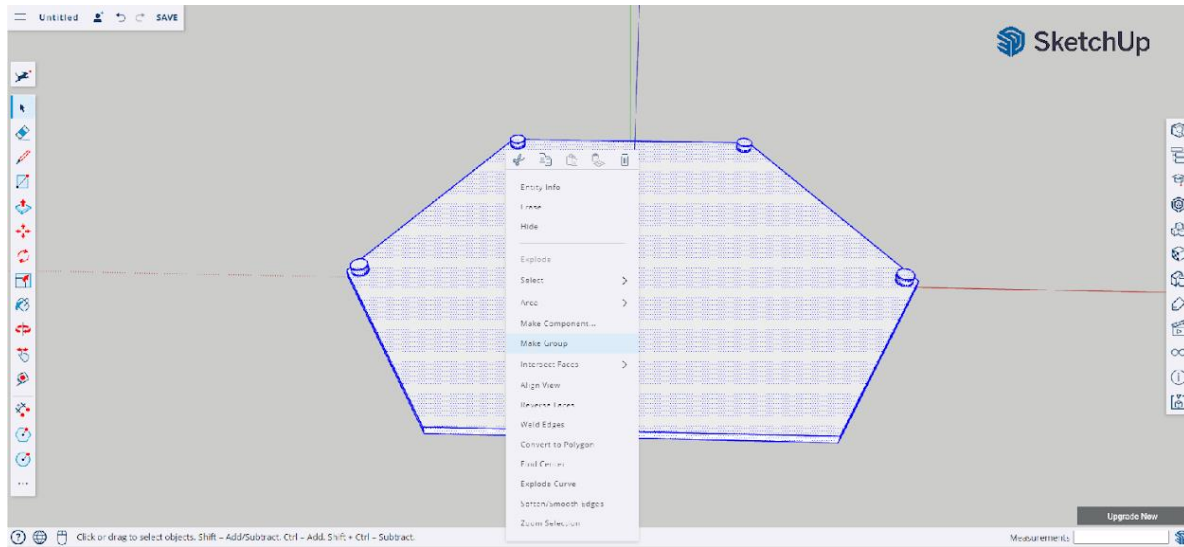 Untitled SAVE
SketchUp
Entity Info
Erase
Hide
Explode
Select
Area
Make Component...
Make Group
Intersect Faces
Align View
Reverse Faces
Weld Edges
Convert to Polygon
Find Center
Explode Curve
Soften/Smooth Edges
Zoom Selection
Upgrade Now
Click or drag to select objects. Shift – Add/Subtract. Ctrl – Add. Shift + Ctrl – Subtract.
Measurements